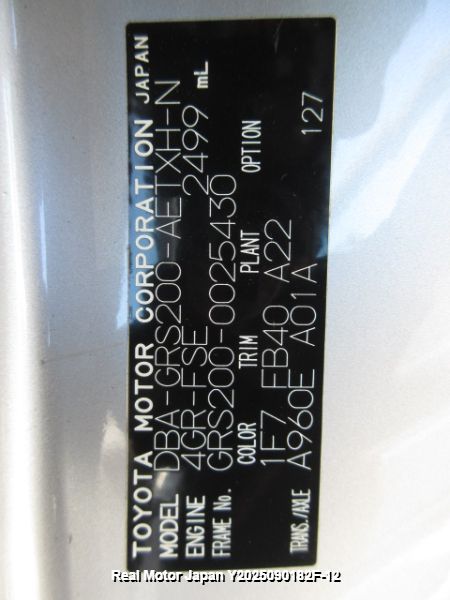 TOYOTA MOTOR CORPORATION JAPAN
MODEL DBA-GRS200-AETXH-N
ENGINE 4GR-FSE 2499 mL
FRAME No. GRS200-0025430
COLOR TRIM PLANT OPTION
1F7 FB40 A22
TRANS./AXLE A960E A01A 127
Real Motor Japan Y2025090182F-12